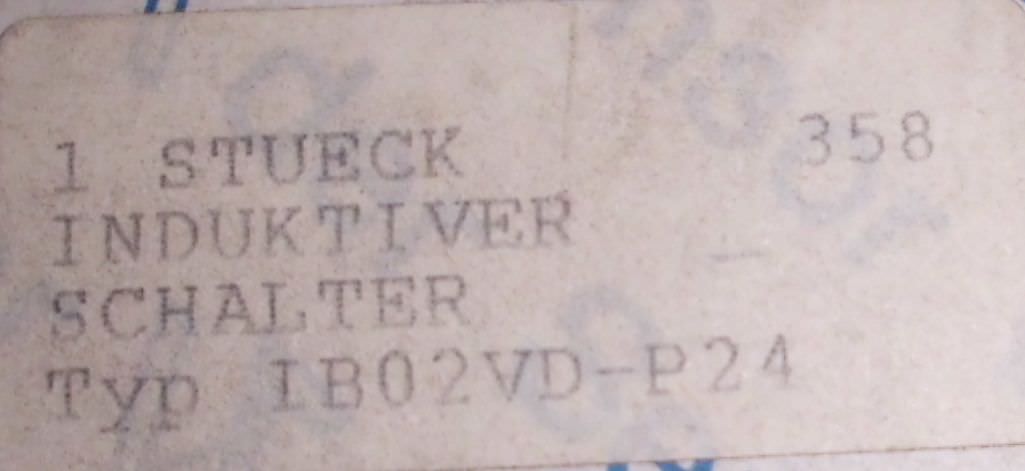 1 STUECK 358
INDUKTIVER
SCHALTER
Typ IB02VD-P24